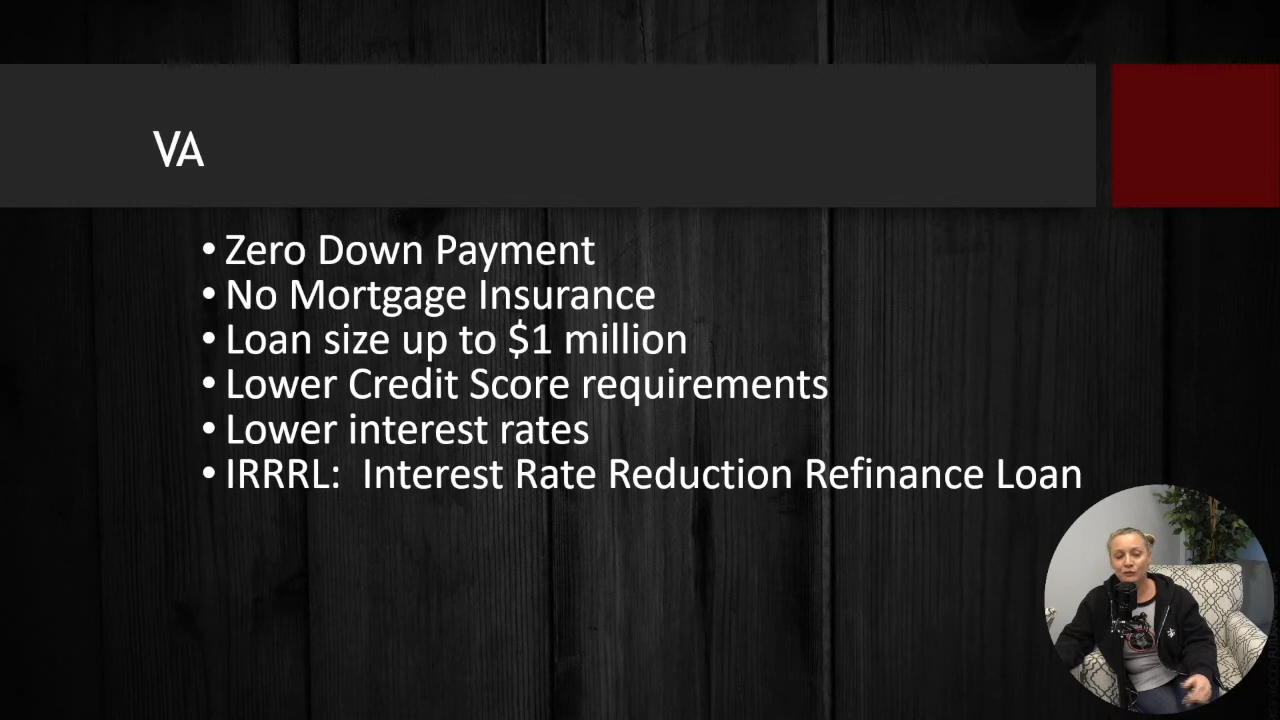 VA
• Zero Down Payment
• No Mortgage Insurance
• Loan size up to $1 million
• Lower Credit Score requirements
• Lower interest rates
• IRRRL:  Interest Rate Reduction Refinance Loan